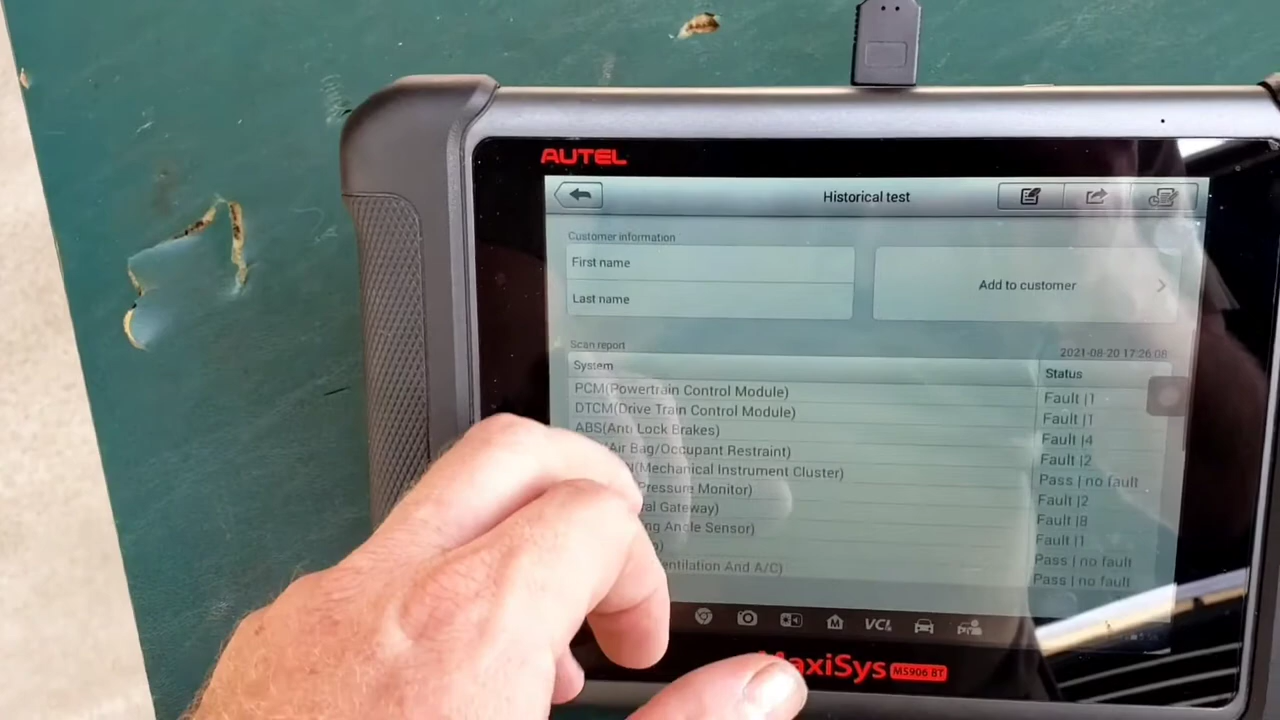 AUTEL
Historical test
Customer information
First name
Last name
Add to customer
Scan report
2021-08-20 17:26:08
System Status
PCM(Powertrain Control Module) Fault |1
DTCM(Drive Train Control Module) Fault |1
ABS(Anti Lock Brakes) Fault |4
Air Bag/Occupant Restraint) Fault |2
(Mechanical Instrument Cluster) Pass | no fault
Pressure Monitor) Fault |2
Gateway) Fault |8
Angle Sensor) Fault |1
Pass | no fault
And A/C) Pass | no fault
VCI
MaxiSys MS906 BT